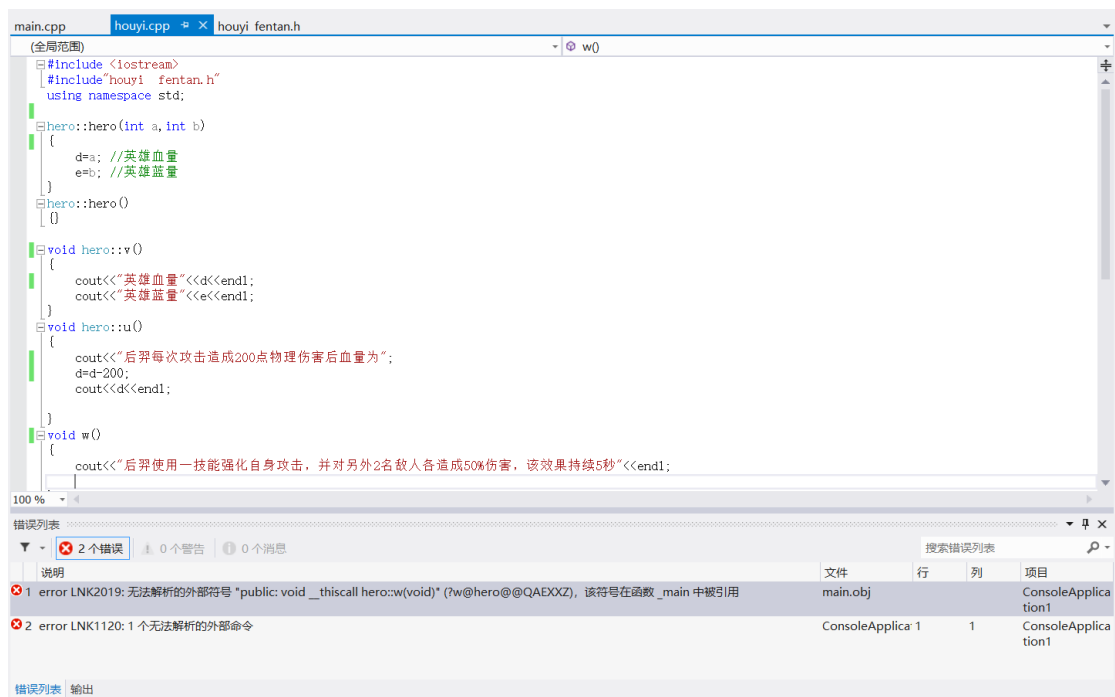 main.cpp houyi.cpp houyi fentan.h
(全局范围) w()
#include <iostream>
#include"houyi  fentan.h"
using namespace std;
hero::hero(int a,int b)
{
d=a; //英雄血量
e=b; //英雄蓝量
}
hero::hero()
{}
void hero::v()
{
cout<<"英雄血量"<<d<<endl;
cout<<"英雄蓝量"<<e<<endl;
}
void hero::u()
{
cout<<"后羿每次攻击造成200点物理伤害后血量为";
d=d-200;
cout<<d<<endl;
}
void w()
{
cout<<"后羿使用一技能强化自身攻击，并对另外2名敌人各造成50%伤害，该效果持续5秒"<<endl;
100 %
错误列表
2 个错误 0 个警告 0 个消息 搜索错误列表
说明 文件 行 列 项目
1 error LNK2019: 无法解析的外部符号 "public: void __thiscall hero::w(void)" (?w@hero@@QAEXXZ)，该符号在函数 _main 中被引用 main.obj ConsoleApplica
tion1
2 error LNK1120: 1 个无法解析的外部命令 ConsoleApplica 1 1 ConsoleApplica
tion1
错误列表 输出